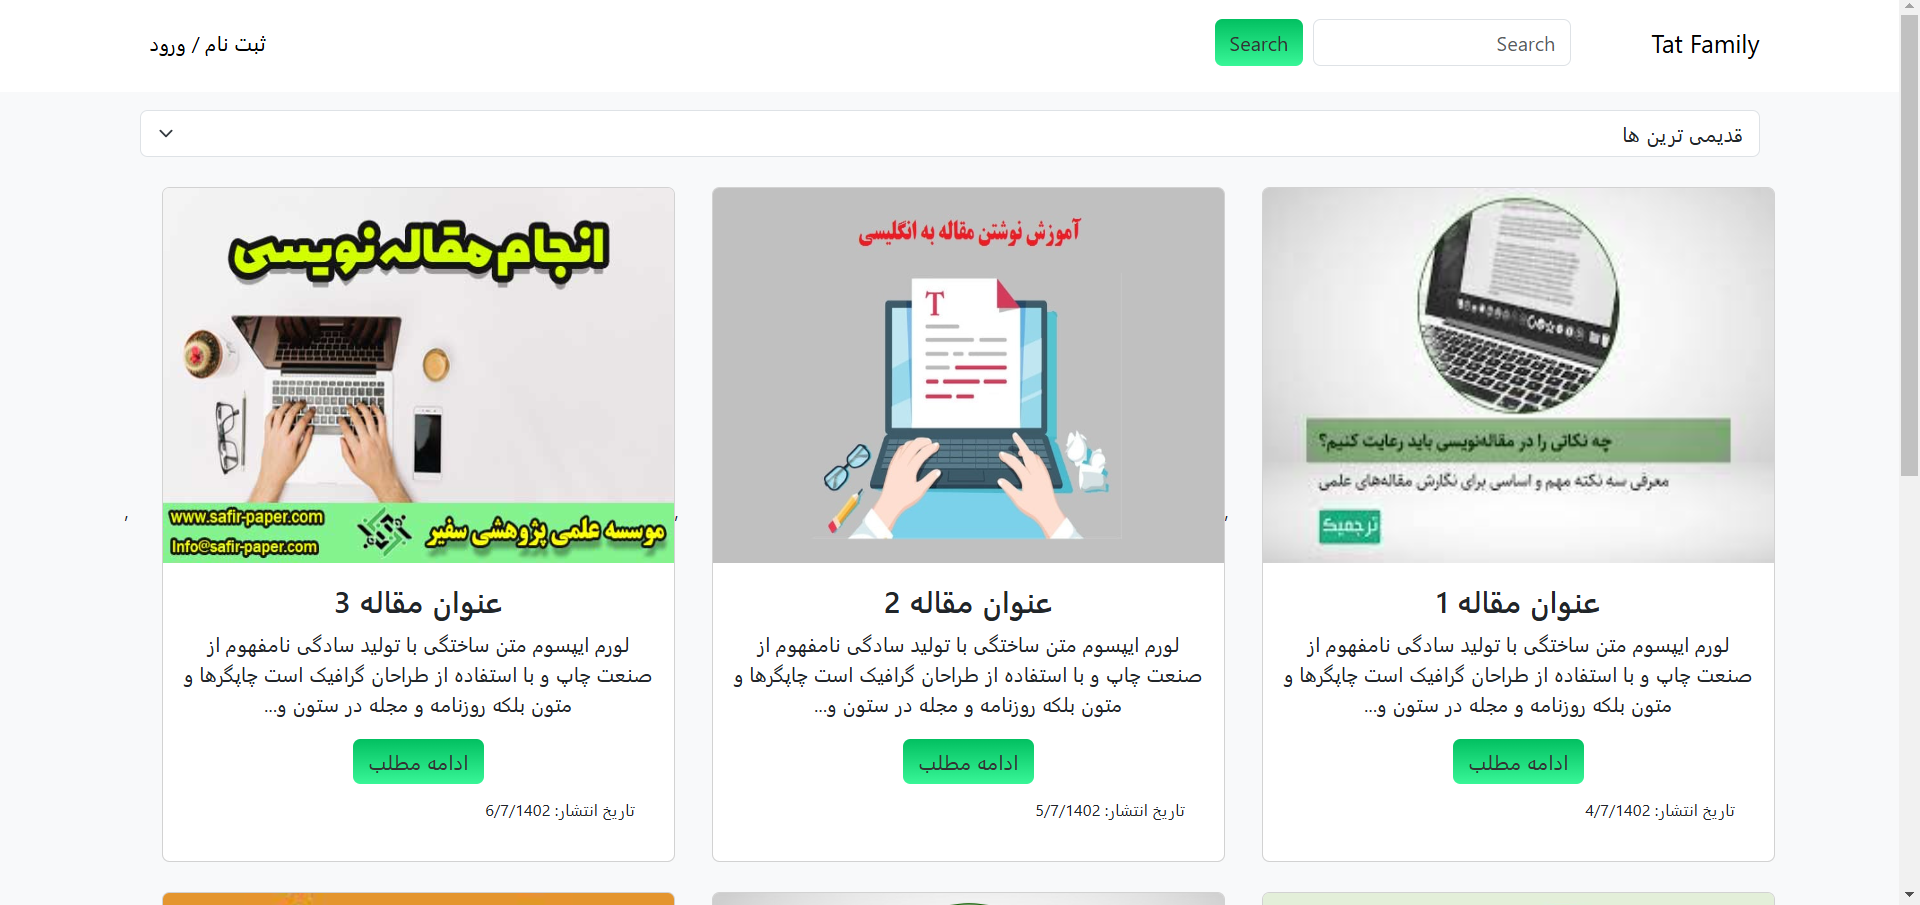 Tat Family
Search
Search
ثبت نام / ورود
قدیمی ترین ها
چه نکاتی را در مقاله‌نویسی باید رعایت کنیم؟
معرفی سه نکته مهم و اساسی برای نگارش مقاله‌های علمی
ترجمیک
عنوان مقاله 1
لورم ایپسوم متن ساختگی با تولید سادگی نامفهوم از
صنعت چاپ و با استفاده از طراحان گرافیک است چاپگرها و
متون بلکه روزنامه و مجله در ستون و...
ادامه مطلب
تاریخ انتشار: 4/7/1402
,
آموزش نوشتن مقاله به انگلیسی
T
عنوان مقاله 2
لورم ایپسوم متن ساختگی با تولید سادگی نامفهوم از
صنعت چاپ و با استفاده از طراحان گرافیک است چاپگرها و
متون بلکه روزنامه و مجله در ستون و...
ادامه مطلب
تاریخ انتشار: 5/7/1402
,
انجام مقاله نویسی
موسسه علمی پژوهشی سفیر
www.safir-paper.com
Info@safir-paper.com
عنوان مقاله 3
لورم ایپسوم متن ساختگی با تولید سادگی نامفهوم از
صنعت چاپ و با استفاده از طراحان گرافیک است چاپگرها و
متون بلکه روزنامه و مجله در ستون و...
ادامه مطلب
تاریخ انتشار: 6/7/1402
,